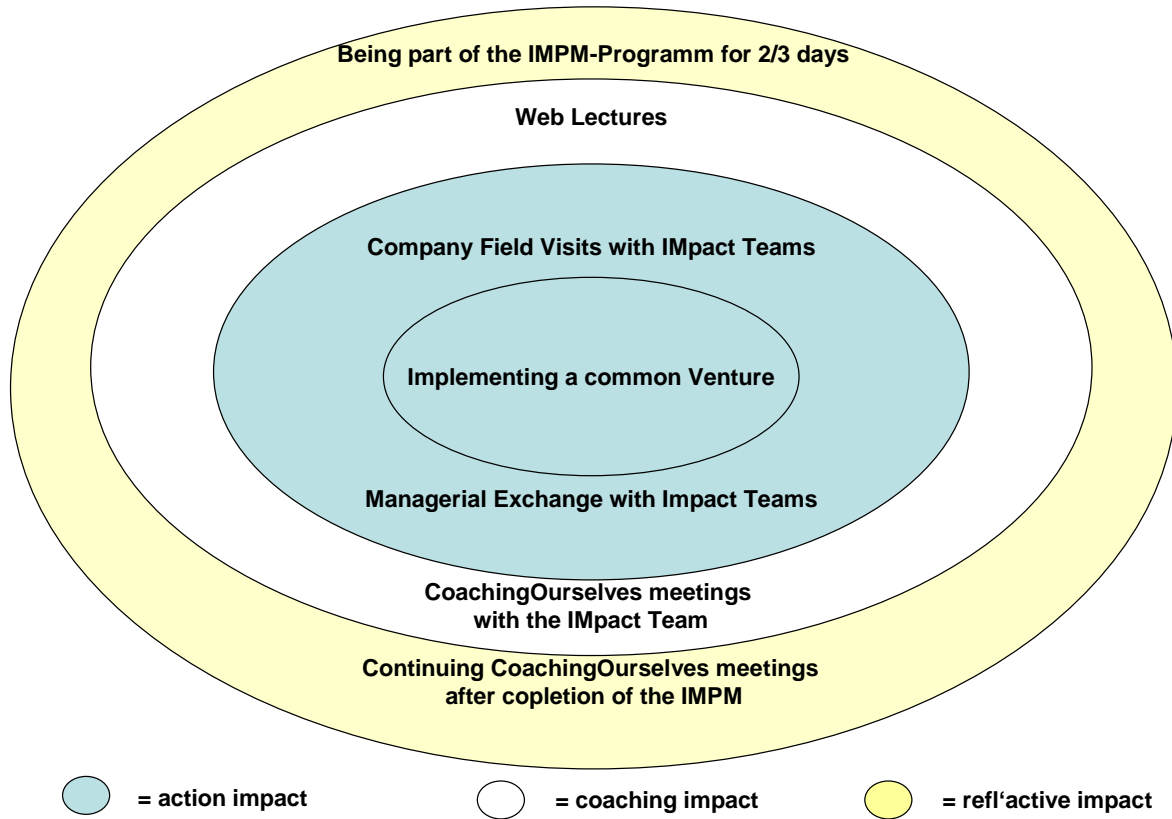 Being part of the IMPM-Programm for 2/3 days
Web Lectures
Company Field Visits with IMpact Teams
Implementing a common Venture
Managerial Exchange with Impact Teams
CoachingOurselves meetings
with the IMpact Team
Continuing CoachingOurselves meetings
after copletion of the IMPM
= action impact
= coaching impact
= refl‘active impact